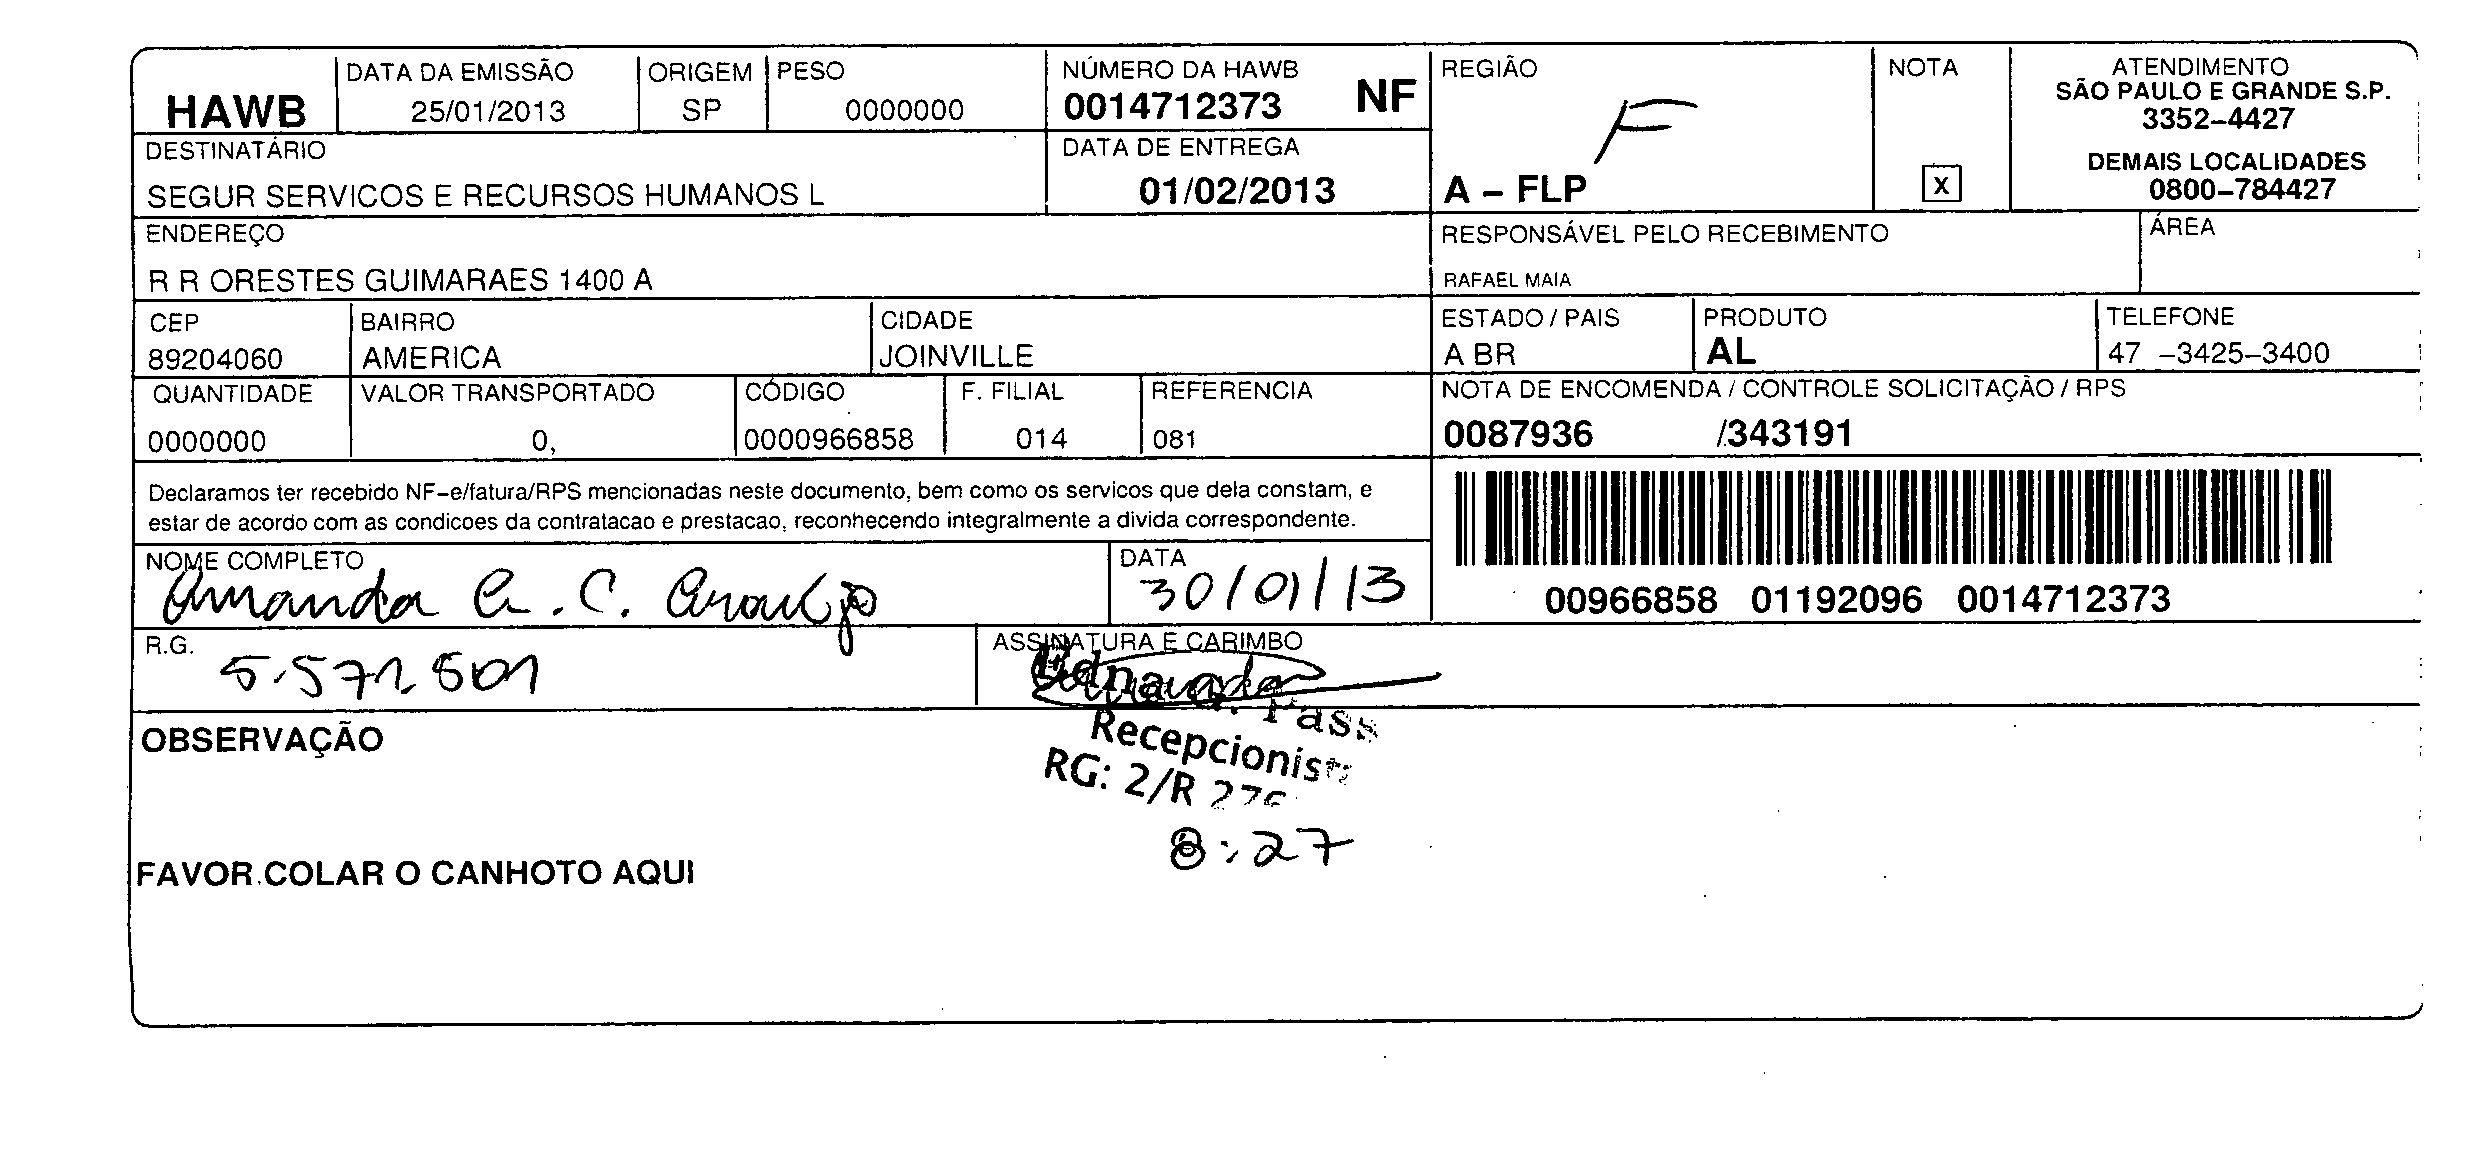 HAWB
DATA DA EMISSÃO
25/01/2013
ORIGEM
SP
PESO
0000000
NÚMERO DA HAWB
0014712373 NF
REGIÃO
F
A – FLP
NOTA
X
ATENDIMENTO
SÃO PAULO E GRANDE S.P.
3352–4427
DEMAIS LOCALIDADES
0800–784427
DESTINATÁRIO
SEGUR SERVICOS E RECURSOS HUMANOS L
DATA DE ENTREGA
01/02/2013
ENDEREÇO
R R ORESTES GUIMARAES 1400 A
RESPONSÁVEL PELO RECEBIMENTO
RAFAEL MAIA
ÁREA
CEP
89204060
BAIRRO
AMERICA
CIDADE
JOINVILLE
ESTADO / PAIS
A BR
PRODUTO
AL
TELEFONE
47 –3425–3400
QUANTIDADE
0000000
VALOR TRANSPORTADO
0,
CÓDIGO
0000966858
F. FILIAL
014
REFERENCIA
081
NOTA DE ENCOMENDA / CONTROLE SOLICITAÇÃO / RPS
0087936 /343191
Declaramos ter recebido NF–e/fatura/RPS mencionadas neste documento, bem como os servicos que dela constam, e
estar de acordo com as condicoes da contratacao e prestacao, reconhecendo integralmente a divida correspondente.
00966858 01192096 0014712373
NOME COMPLETO
Amanda A. C. Araujo
DATA
30/01/13
R.G.
5.571.501
ASSINATURA E CARIMBO
Recepcionist
RG: 2/R
8:27
OBSERVAÇÃO
FAVOR COLAR O CANHOTO AQUI